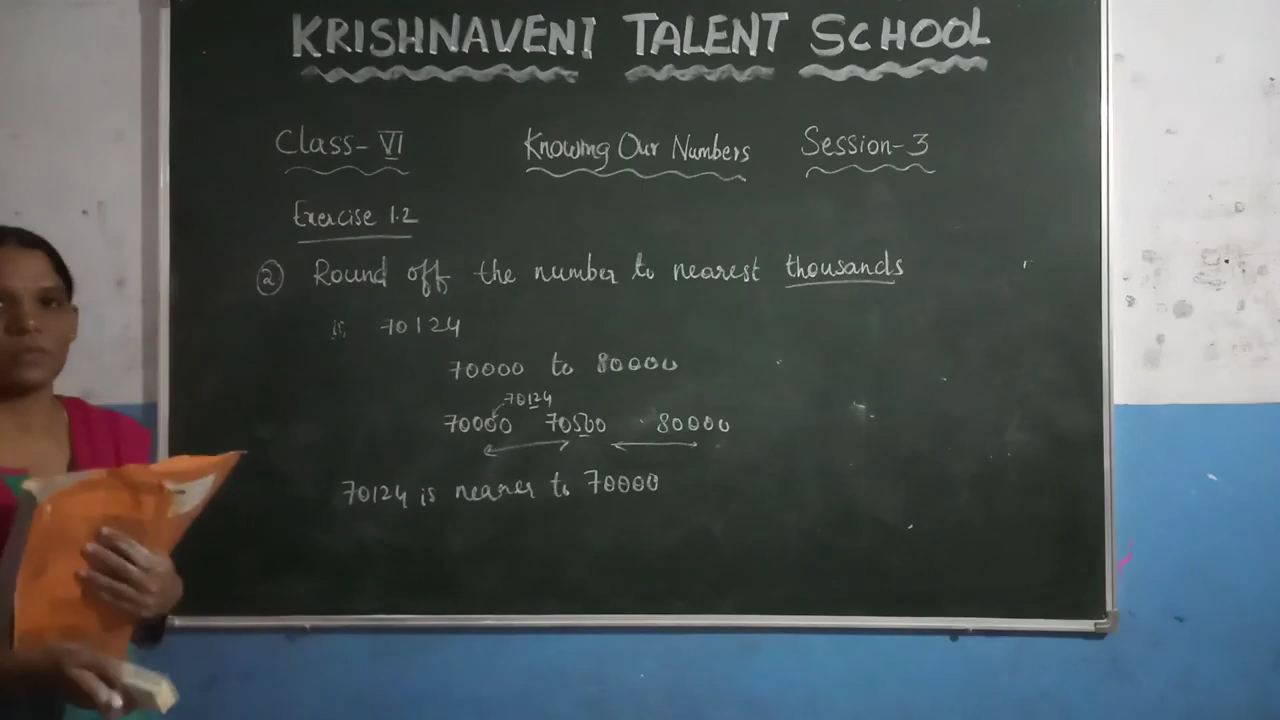 KRISHNAVENI TALENT SCHOOL
Class-VI Knowing Our Numbers Session-3
Exercise 1.2
② Round off the number to nearest thousands
i, 70124
70000 to 80000
70124
70000 70500 80000
70124 is nearer to 70000